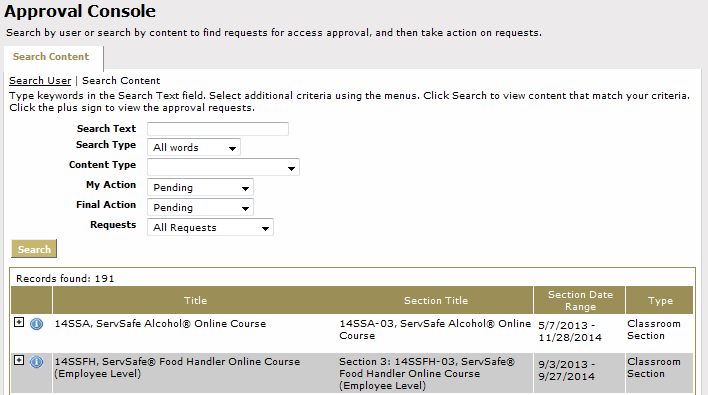 Approval Console
Search by user or search by content to find requests for access approval, and then take action on requests.
Search Content
Search User | Search Content
Type keywords in the Search Text field. Select additional criteria using the menus. Click Search to view content that match your criteria.
Click the plus sign to view the approval requests.
Search Text
Search Type All words
Content Type
My Action Pending
Final Action Pending
Requests All Requests
Search
Records found: 191
Title Section Title Section Date Range Type
14SSA, ServSafe Alcohol® Online Course 14SSA-03, ServSafe Alcohol® Online Course 5/7/2013 - 11/28/2014 Classroom Section
14SSFH, ServSafe® Food Handler Online Course (Employee Level) Section 3: 14SSFH-03, ServSafe® Food Handler Online Course (Employee Level) 9/3/2013 - 9/27/2014 Classroom Section